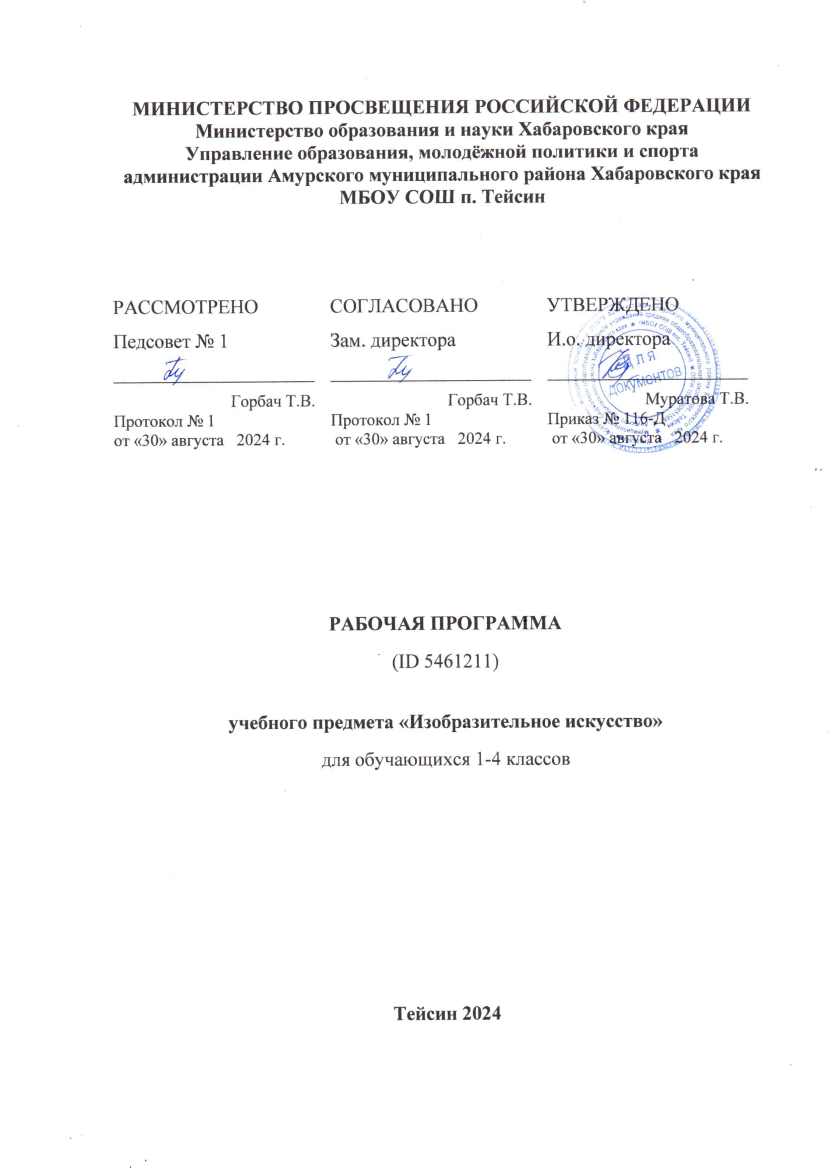 МИНИСТЕРСТВО ПРОСВЕЩЕНИЯ РОССИЙСКОЙ ФЕДЕРАЦИИ
Министерство образования и науки Хабаровского края
Управление образования, молодёжной политики и спорта
администрации Амурского муниципального района Хабаровского края
МБОУ СОШ п. Тейсин
РАССМОТРЕНО
Педсовет № 1
Горбач Т.В.
Протокол № 1
от «30» августа 2024 г.
СОГЛАСОВАНО
Зам. директора
Горбач Т.В.
Протокол № 1
от «30» августа 2024 г.
УТВЕРЖДЕНО
И.о. директора
ДЛЯ
ДОКУМЕНТОВ
Муратова Т.В.
Приказ № 116-Д
от «30» августа 2024 г.
РАБОЧАЯ ПРОГРАММА
(ID 5461211)
учебного предмета «Изобразительное искусство»
для обучающихся 1-4 классов
Тейсин 2024